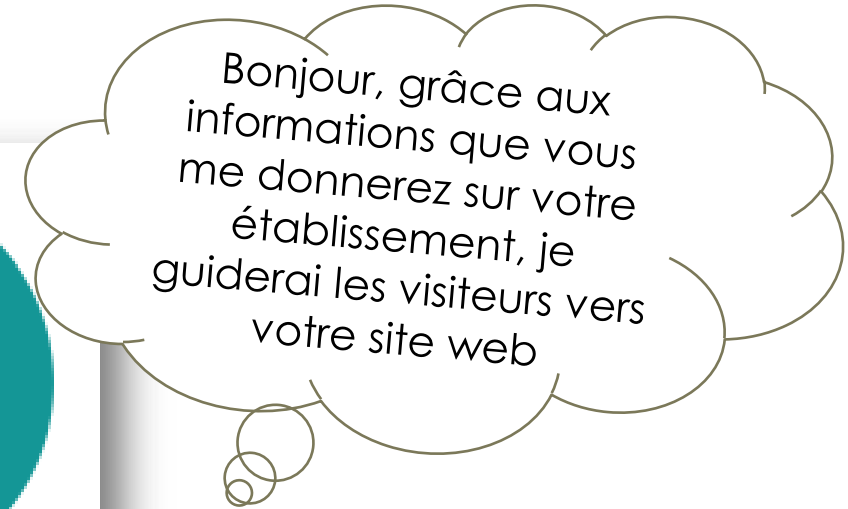 Bonjour, grâce aux
informations que vous
me donnerez sur votre
établissement, je
guiderai les visiteurs vers
votre site web